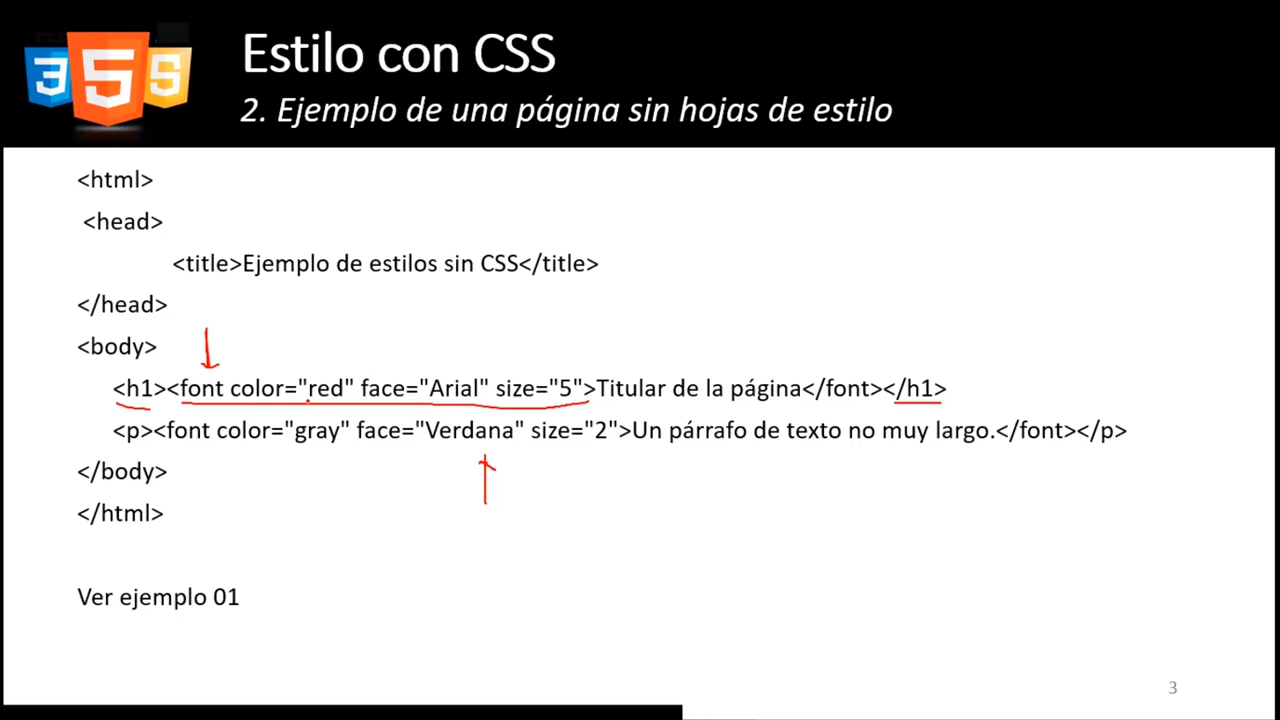 3 5 S
Estilo con CSS
2. Ejemplo de una página sin hojas de estilo
<html>
<head>
<title>Ejemplo de estilos sin CSS</title>
</head>
<body>
<h1><font color="red" face="Arial" size="5">Titular de la página</font></h1>
<p><font color="gray" face="Verdana" size="2">Un párrafo de texto no muy largo.</font></p>
</body>
</html>
Ver ejemplo 01
3